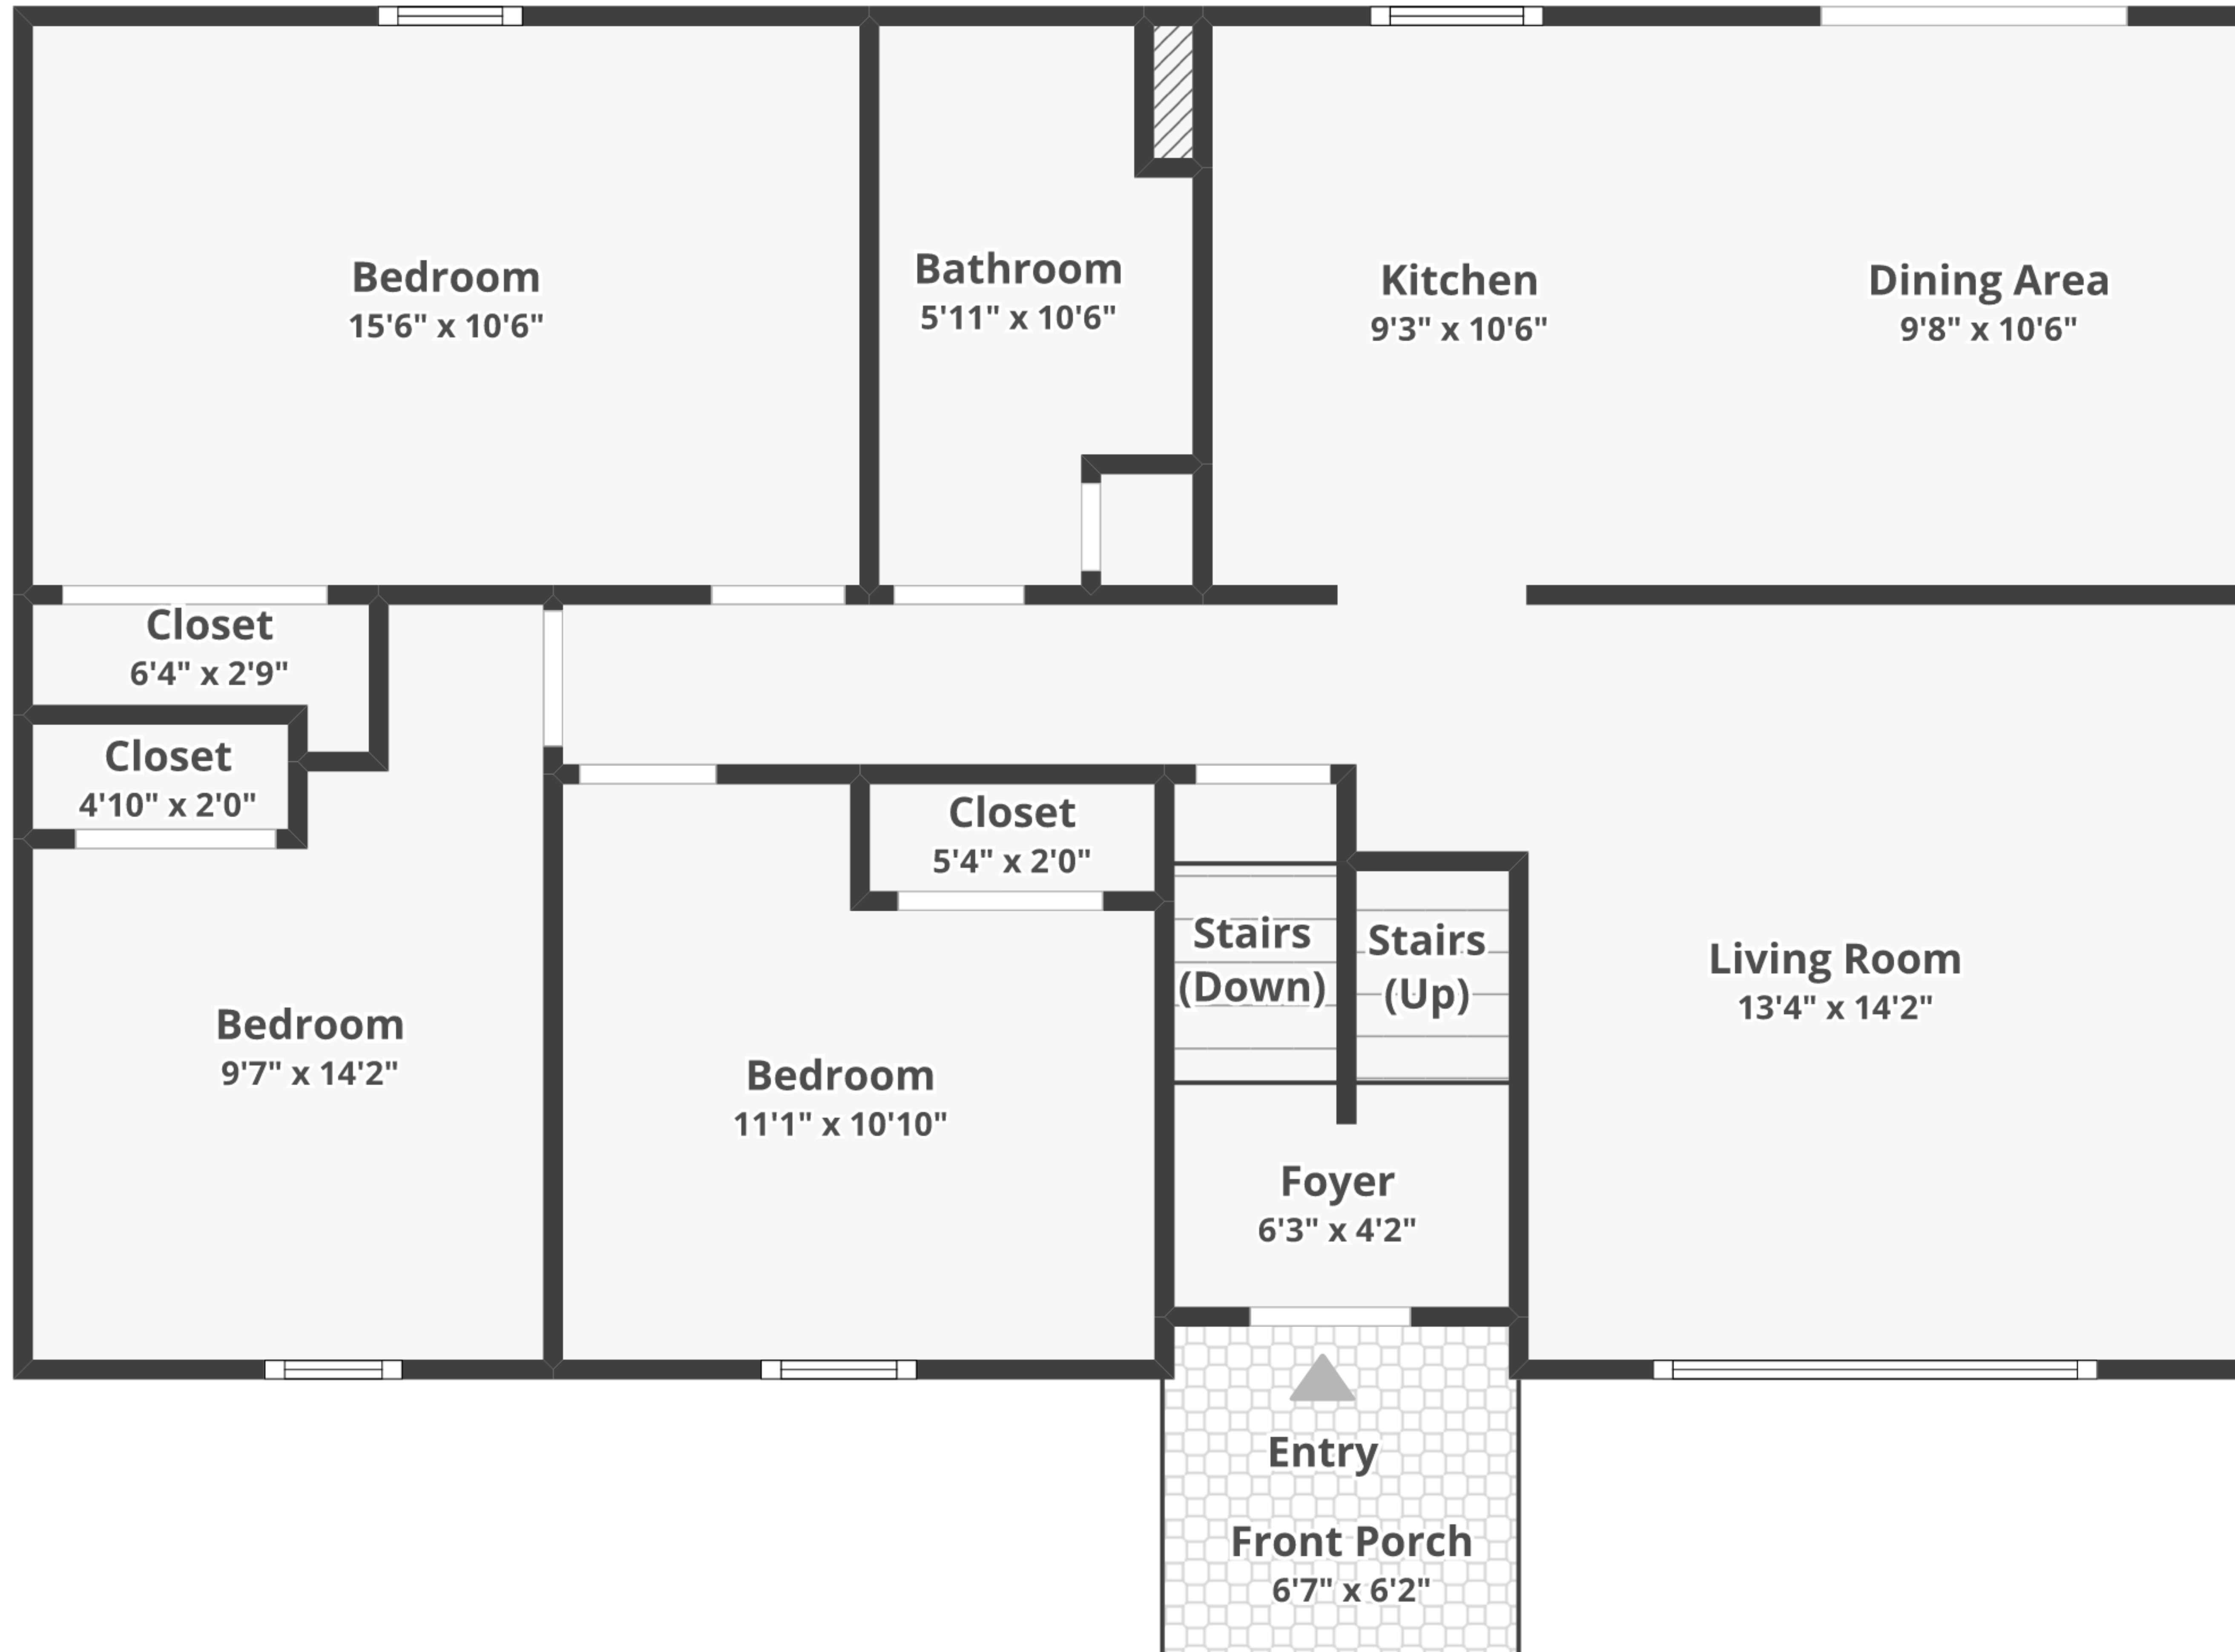 Bedroom
15'6" x 10'6"
Bathroom
5'11" x 10'6"
Kitchen
9'3" x 10'6"
Dining Area
9'8" x 10'6"
Closet
6'4" x 2'9"
Closet
4'10" x 2'0"
Closet
5'4" x 2'0"
Stairs
(Down)
Stairs
(Up)
Living Room
13'4" x 14'2"
Bedroom
9'7" x 14'2"
Bedroom
11'1" x 10'10"
Foyer
6'3" x 4'2"
Entry
Front Porch
6'7" x 6'2"